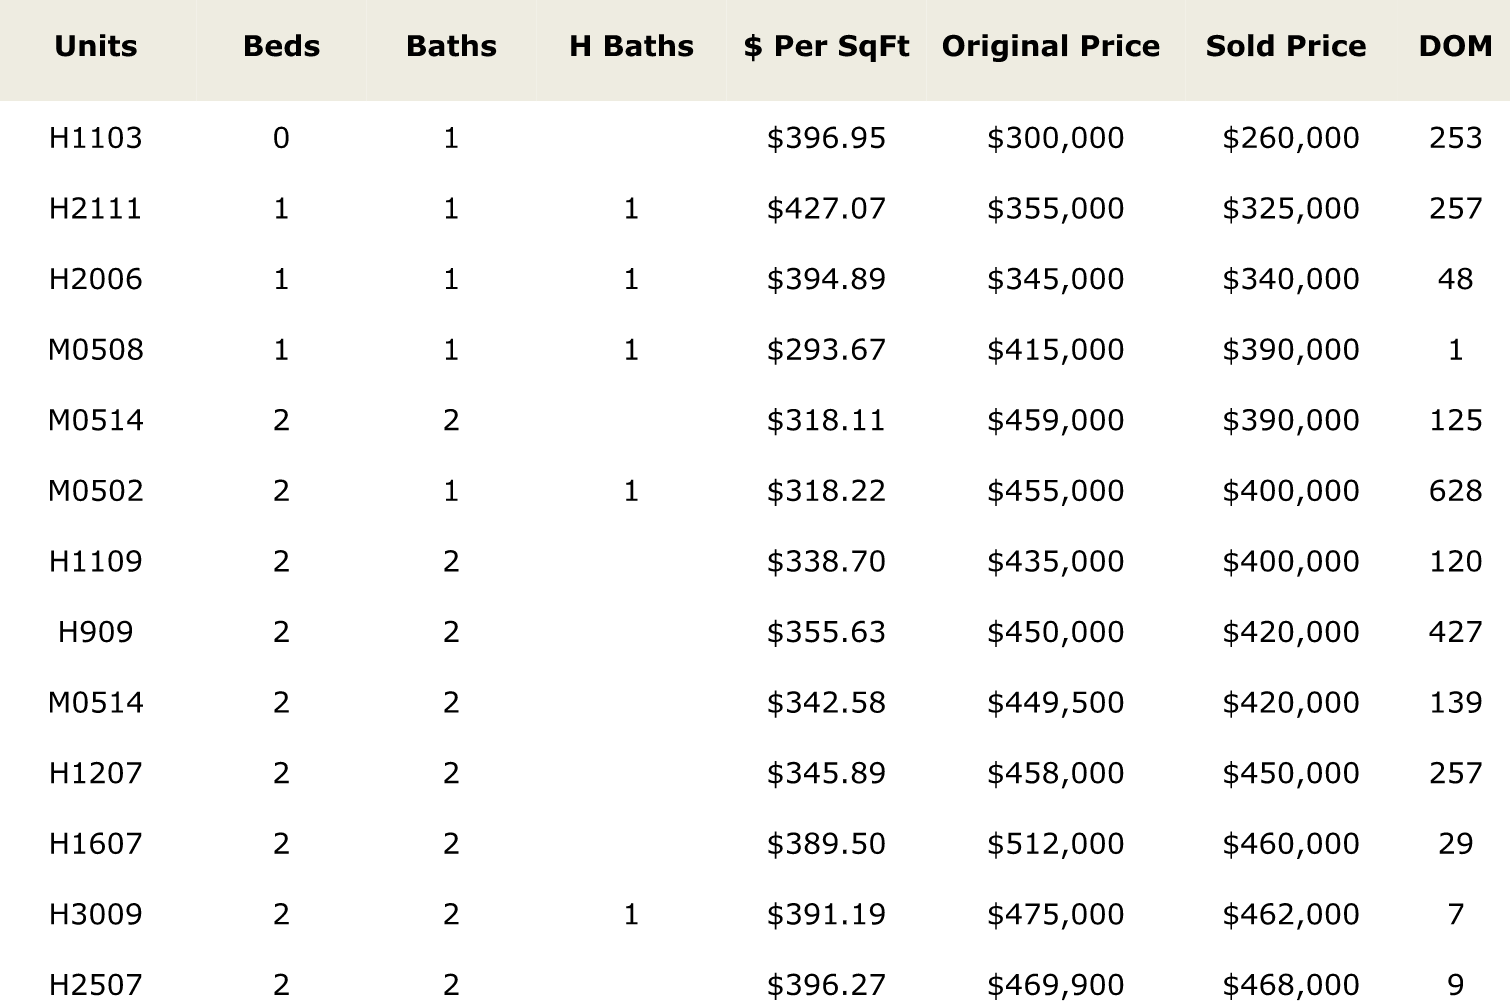 Units Beds Baths H Baths $ Per SqFt Original Price Sold Price DOM
H1103 0 1 $396.95 $300,000 $260,000 253
H2111 1 1 1 $427.07 $355,000 $325,000 257
H2006 1 1 1 $394.89 $345,000 $340,000 48
M0508 1 1 1 $293.67 $415,000 $390,000 1
M0514 2 2 $318.11 $459,000 $390,000 125
M0502 2 1 1 $318.22 $455,000 $400,000 628
H1109 2 2 $338.70 $435,000 $400,000 120
H909 2 2 $355.63 $450,000 $420,000 427
M0514 2 2 $342.58 $449,500 $420,000 139
H1207 2 2 $345.89 $458,000 $450,000 257
H1607 2 2 $389.50 $512,000 $460,000 29
H3009 2 2 1 $391.19 $475,000 $462,000 7
H2507 2 2 $396.27 $469,900 $468,000 9